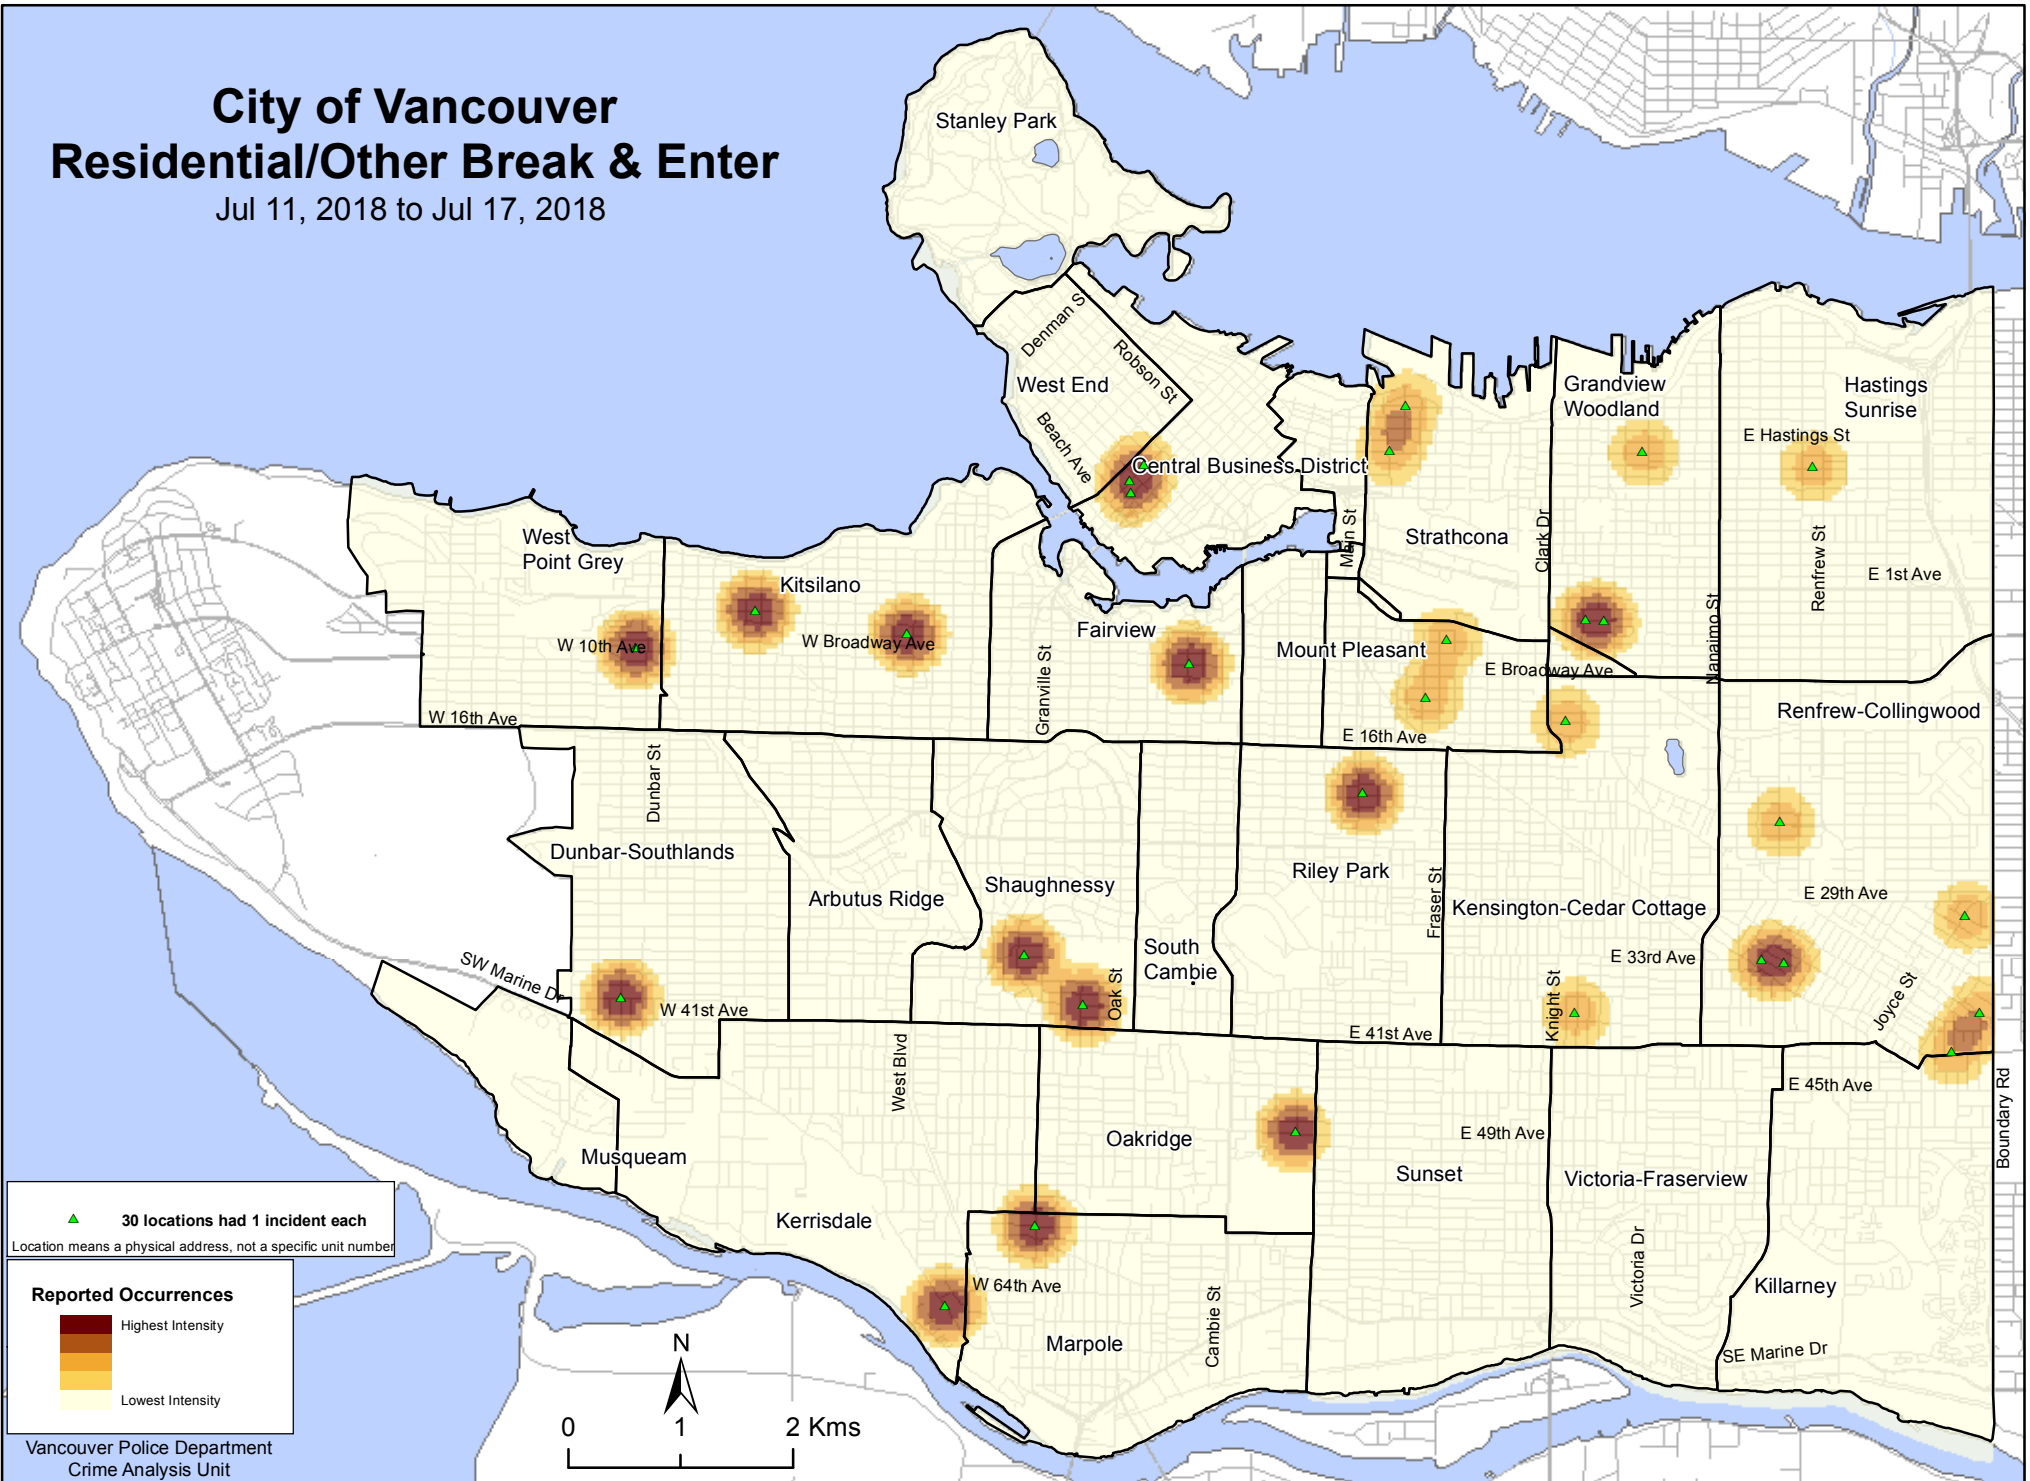 City of Vancouver
Residential/Other Break & Enter
Jul 11, 2018 to Jul 17, 2018
Stanley Park
Denman S
Robson St
West End
Beach Ave
Central Business District
Grandview
Woodland
Hastings
Sunrise
E Hastings St
Main St
Strathcona
Clark Dr
Renfrew St
E 1st Ave
Nanaimo St
West
Point Grey
Kitsilano
W 10th Ave
W Broadway Ave
Fairview
Granville St
Mount Pleasant
E Broadway Ave
W 16th Ave
E 16th Ave
Renfrew-Collingwood
Dunbar St
Dunbar-Southlands
Arbutus Ridge
Shaughnessy
South
Cambie
Oak St
Riley Park
Fraser St
Kensington-Cedar Cottage
E 29th Ave
E 33rd Ave
Knight St
Joyce St
SW Marine Dr
W 41st Ave
E 41st Ave
West Blvd
E 45th Ave
Boundary Rd
Musqueam
Oakridge
E 49th Ave
Sunset
Victoria-Fraserview
Kerrisdale
W 64th Ave
Marpole
Cambie St
Victoria Dr
Killarney
SE Marine Dr
30 locations had 1 incident each
Location means a physical address, not a specific unit number
Reported Occurrences
Highest Intensity
Lowest Intensity
Vancouver Police Department
Crime Analysis Unit
N
0 1 2 Kms